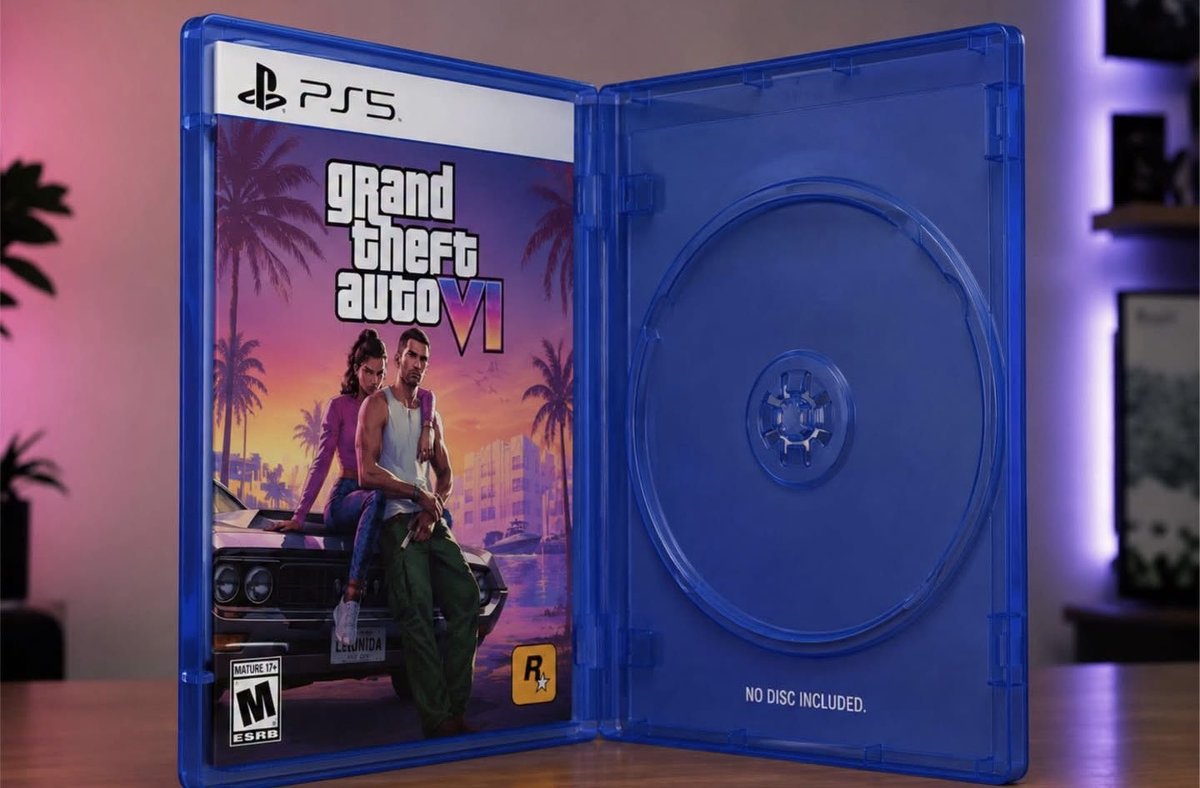 PS5
grand
theft
auto VI
LEONIDA
MATURE 17+
M
ESRB
R
NO DISC INCLUDED.